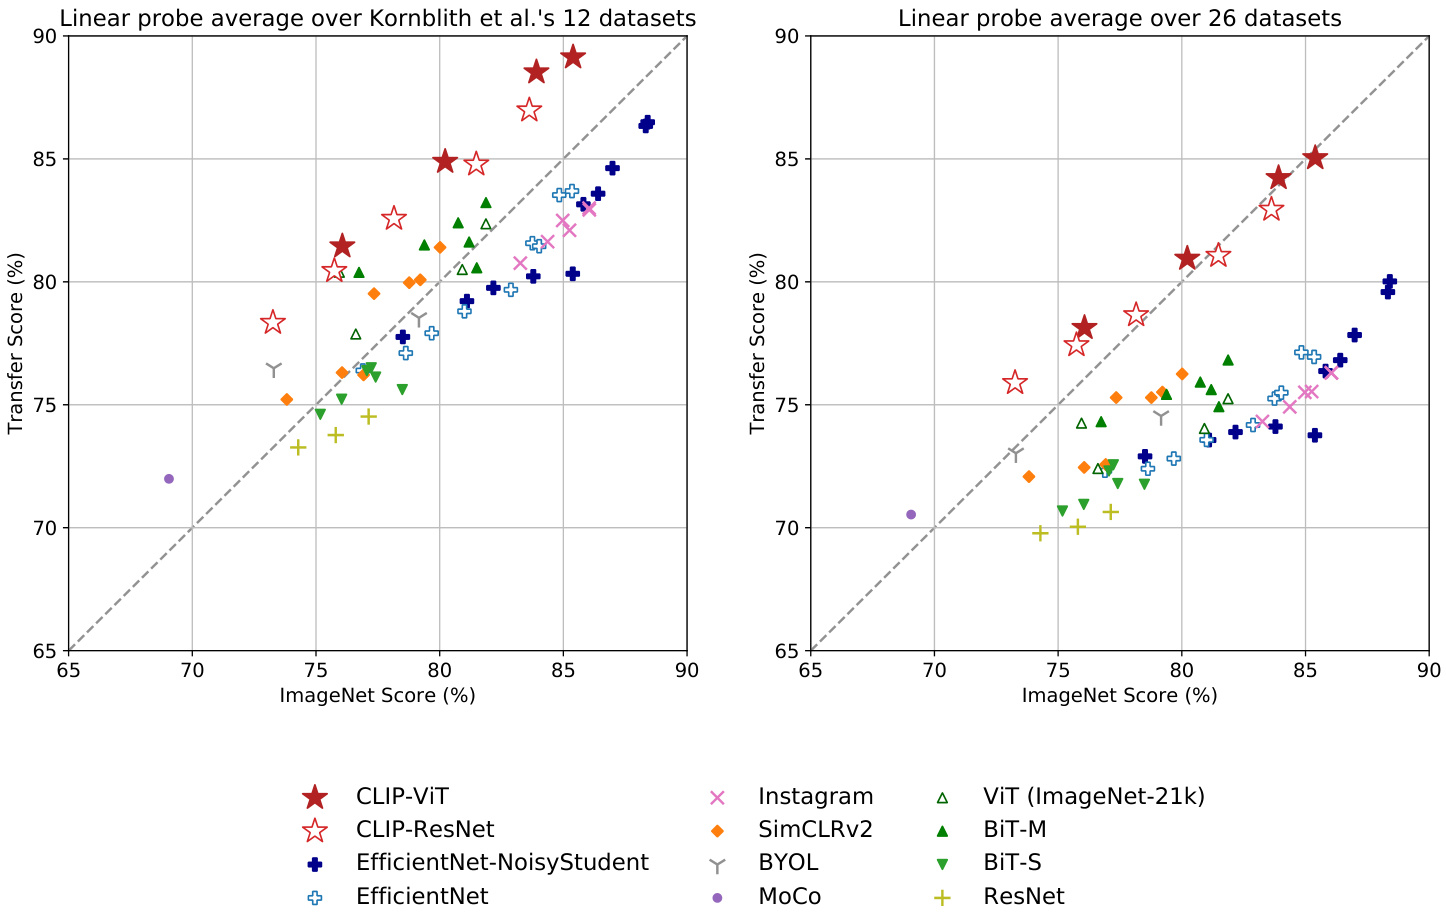 Linear probe average over Kornblith et al.'s 12 datasets
90
85
80
75
70
65
Transfer Score (%)
65 70 75 80 85 90
ImageNet Score (%)
Linear probe average over 26 datasets
90
85
80
75
70
65
Transfer Score (%)
65 70 75 80 85 90
ImageNet Score (%)
CLIP-ViT
CLIP-ResNet
EfficientNet-NoisyStudent
EfficientNet
Instagram
SimCLRv2
BYOL
MoCo
ViT (ImageNet-21k)
BiT-M
BiT-S
ResNet